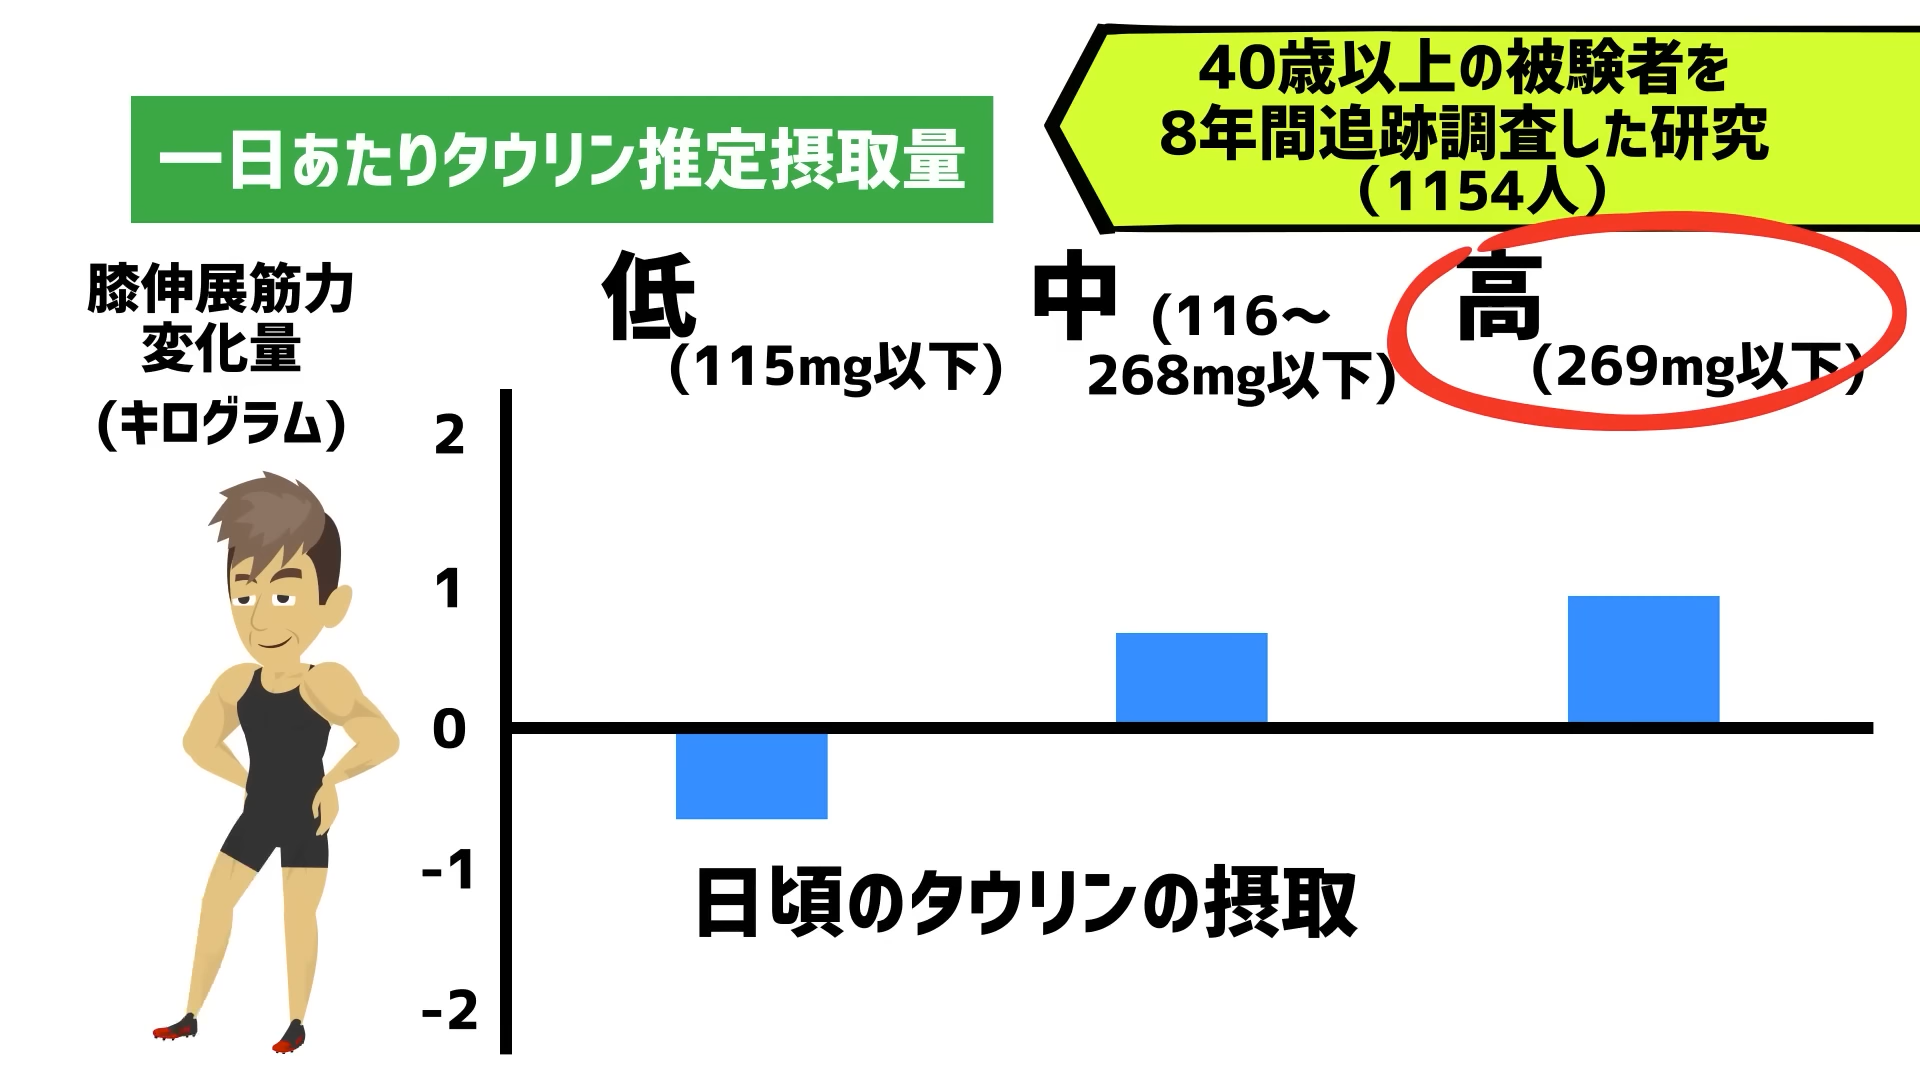 40歳以上の被験者を
8年間追跡調査した研究
(1154人)
一日あたりタウリン推定摂取量
膝伸展筋力
変化量
(キログラム)
低
(115mg以下)
中 (116〜
268mg以下)
高
(269mg以下)
2
1
0
-1
-2
日頃のタウリンの摂取